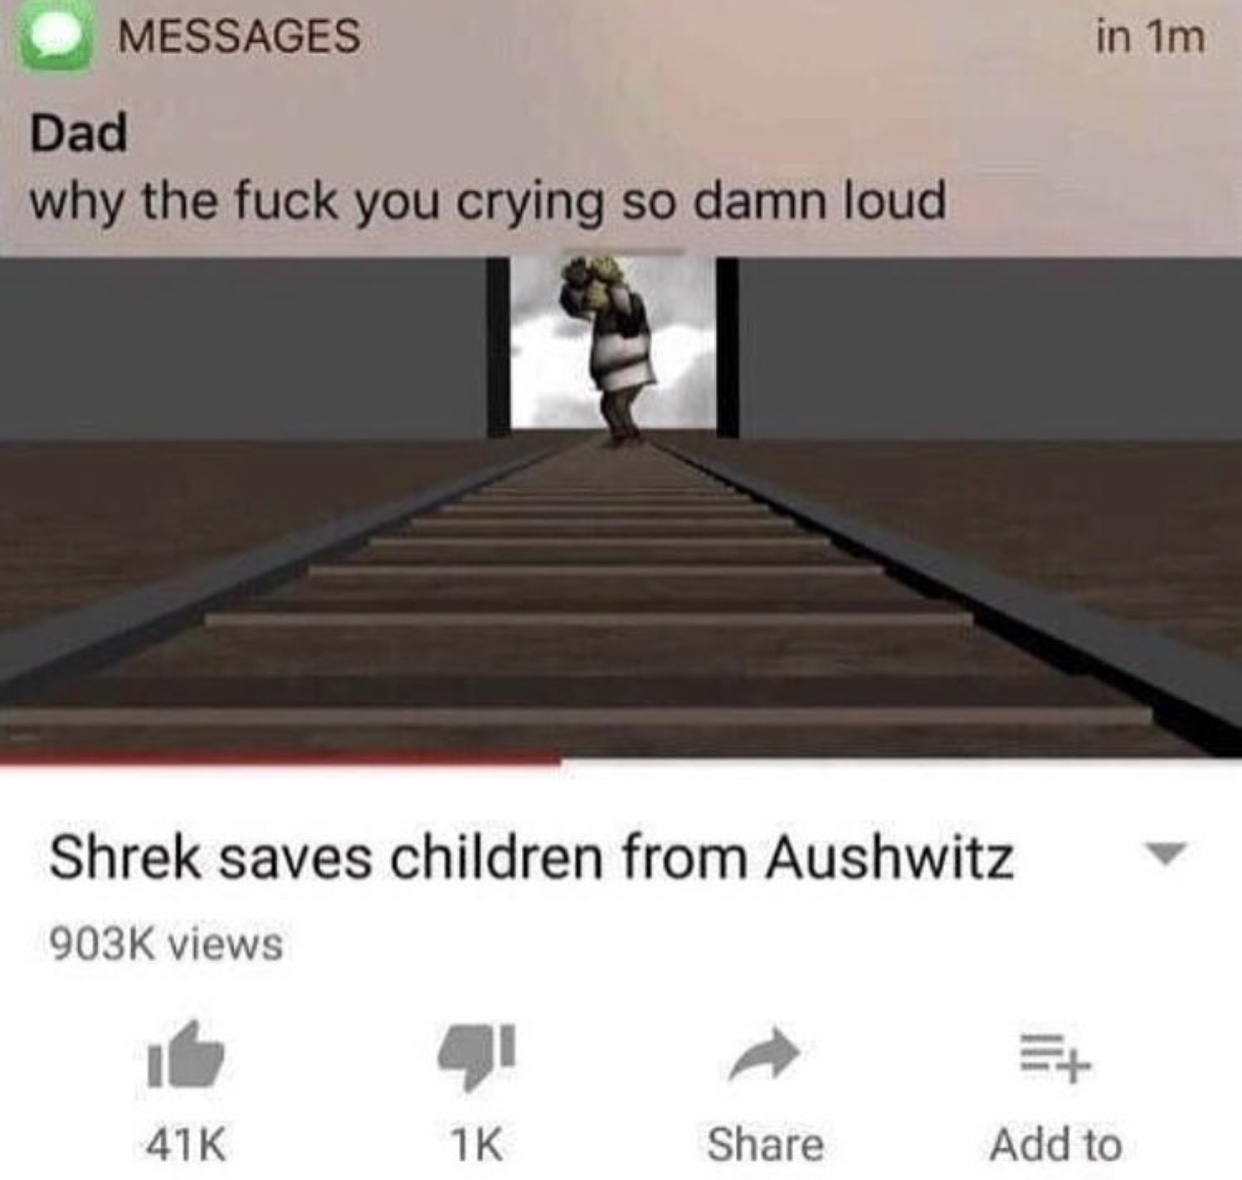 MESSAGES
in 1m
Dad
why the fuck you crying so damn loud
Shrek saves children from Aushwitz
903K views
41K
1K
Share
Add to